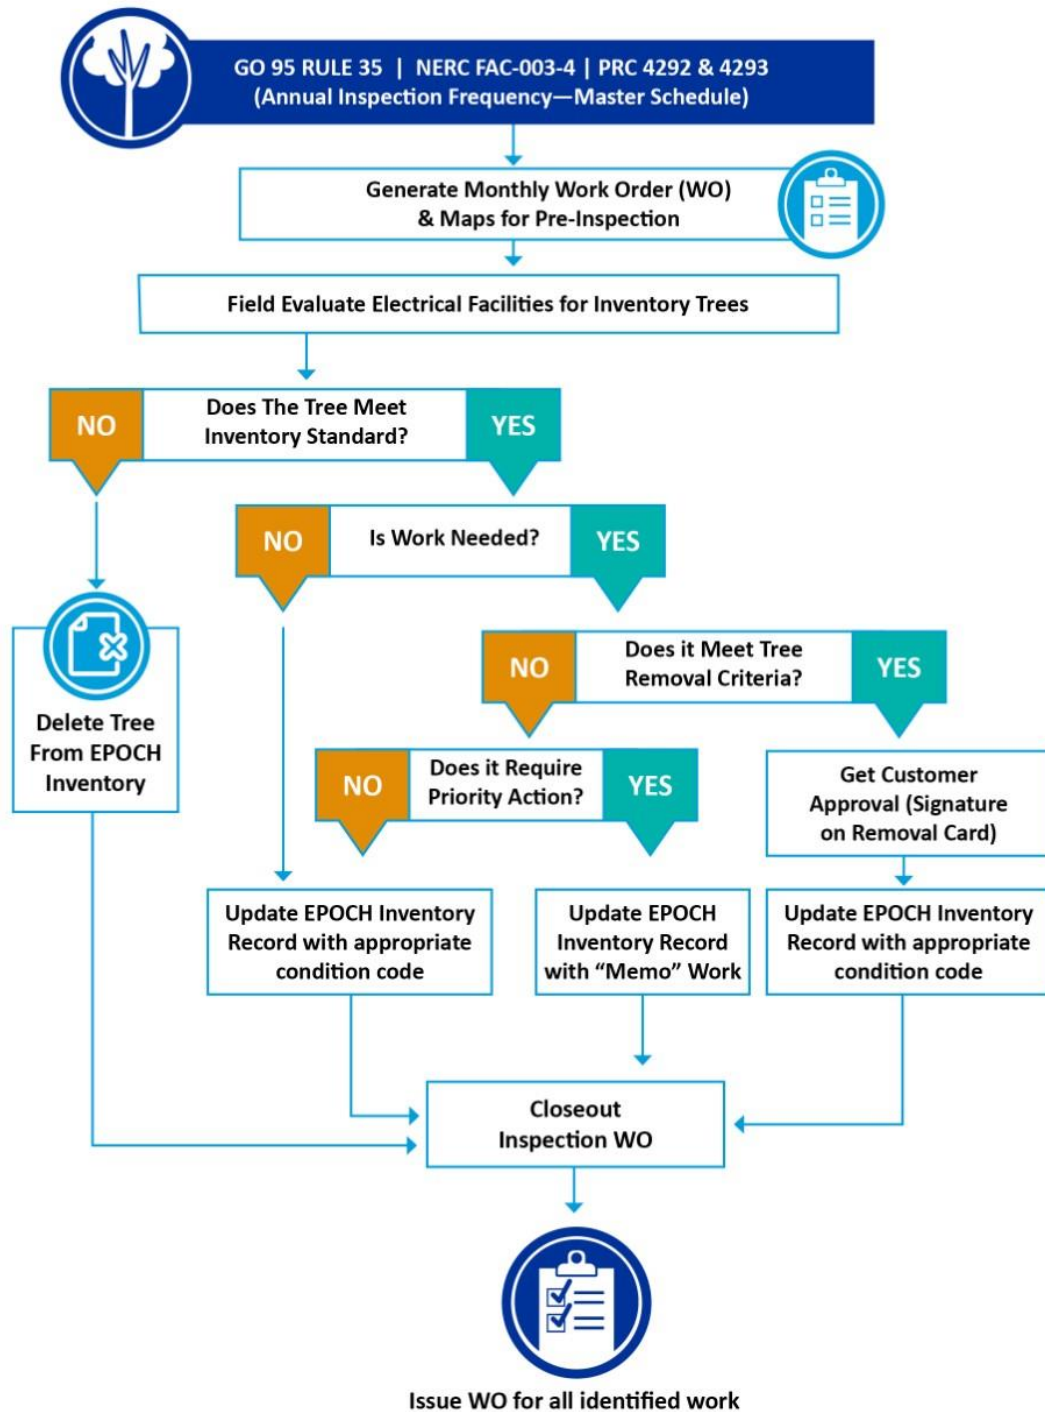 GO 95 RULE 35 | NERC FAC-003-4 | PRC 4292 & 4293
(Annual Inspection Frequency—Master Schedule)
Generate Monthly Work Order (WO)
& Maps for Pre-Inspection
Field Evaluate Electrical Facilities for Inventory Trees
NO
Does The Tree Meet
Inventory Standard?
YES
NO
Is Work Needed?
YES
NO
Does it Meet Tree
Removal Criteria?
YES
Delete Tree
From EPOCH
Inventory
NO
Does it Require
Priority Action?
YES
Get Customer
Approval (Signature
on Removal Card)
Update EPOCH Inventory
Record with appropriate
condition code
Update EPOCH
Inventory Record
with “Memo” Work
Update EPOCH Inventory
Record with appropriate
condition code
Closeout
Inspection WO
Issue WO for all identified work